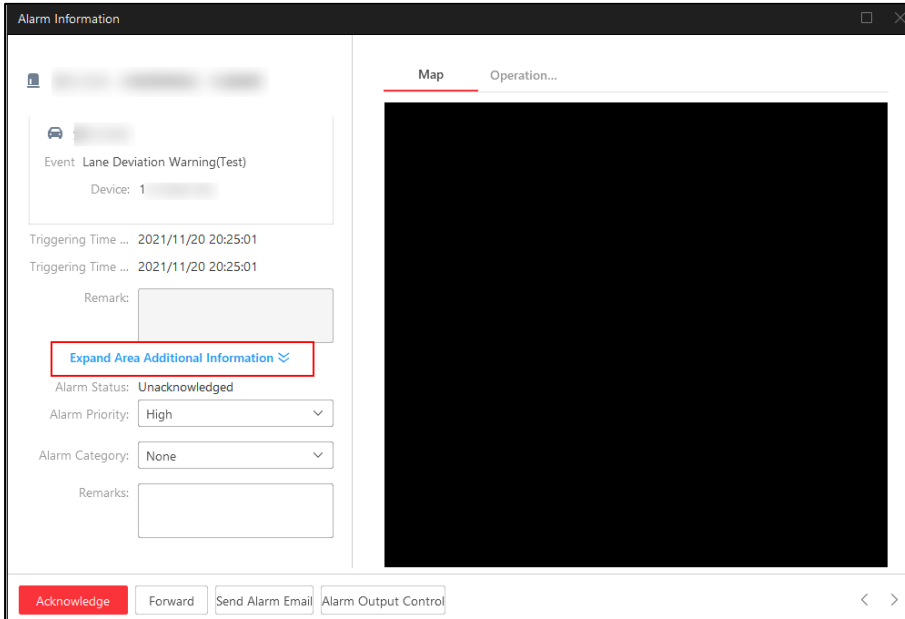 Alarm Information
Map Operation...
Event Lane Deviation Warning(Test)
Device: 1
Triggering Time ... 2021/11/20 20:25:01
Triggering Time ... 2021/11/20 20:25:01
Remark:
Expand Area Additional Information
Alarm Status: Unacknowledged
Alarm Priority: High
Alarm Category: None
Remarks:
Acknowledge Forward Send Alarm Email Alarm Output Control